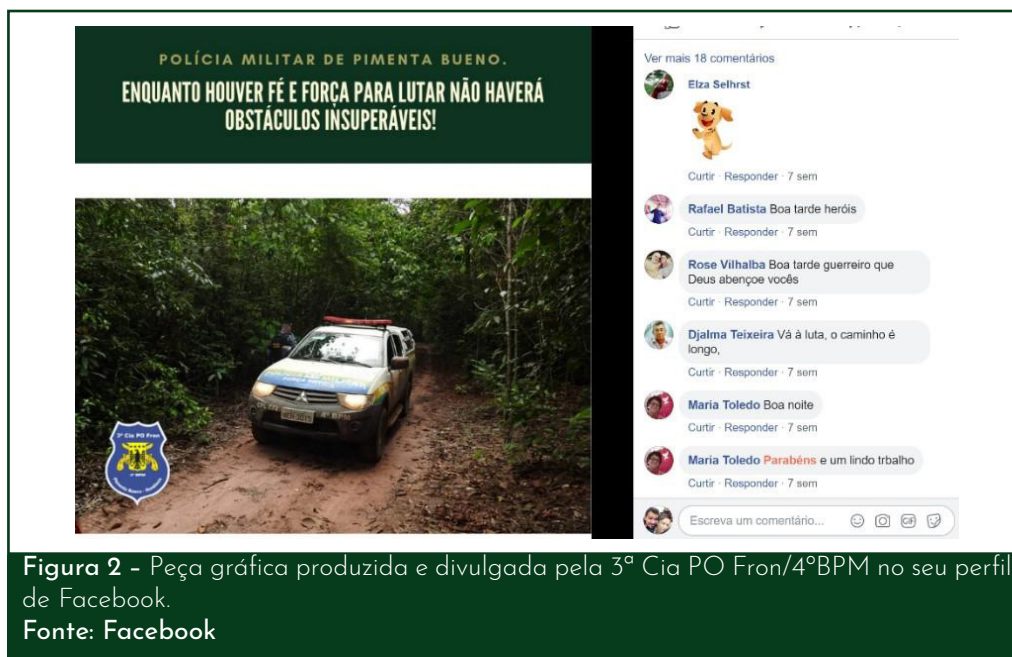 POLÍCIA MILITAR DE PIMENTA BUENO.
ENQUANTO HOUVER FÉ E FORÇA PARA LUTAR NÃO HAVERÁ
OBSTÁCULOS INSUPERÁVEIS!
3ª Cia PO Fron
Ver mais 18 comentários
Elza Selhrst
Curtir · Responder · 7 sem
Rafael Batista Boa tarde heróis
Curtir · Responder · 7 sem
Rose Vilhalba Boa tarde guerreiro que
Deus abençoe vocês
Curtir · Responder · 7 sem
Djalma Teixeira Vá à luta, o caminho é
longo,
Curtir · Responder · 7 sem
Maria Toledo Boa noite
Curtir · Responder · 7 sem
Maria Toledo Parabéns e um lindo trbalho
Curtir · Responder · 7 sem
Escreva um comentário...
GIF
Figura 2 – Peça gráfica produzida e divulgada pela 3ª Cia PO Fron/4ºBPM no seu perfil
de Facebook.
Fonte: Facebook